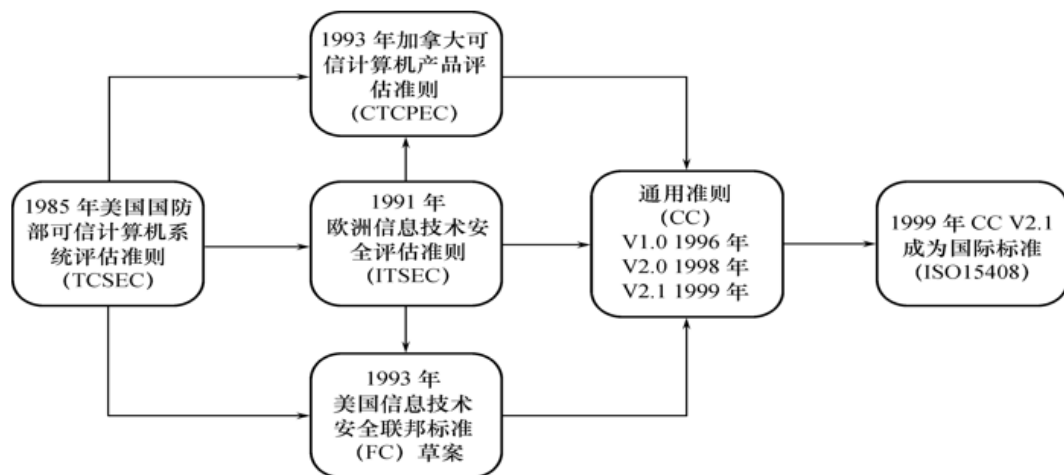 1993 年加拿大可
信计算机产品评
估准则
(CTCPEC)
1985 年美国国防
部可信计算机系
统评估准则
(TCSEC)
1991 年
欧洲信息技术安
全评估准则
(ITSEC)
通用准则
(CC)
V1.0 1996 年
V2.0 1998 年
V2.1 1999 年
1999 年 CC V2.1
成为国际标准
(ISO15408)
1993 年
美国信息技术
安全联邦标准
(FC) 草案